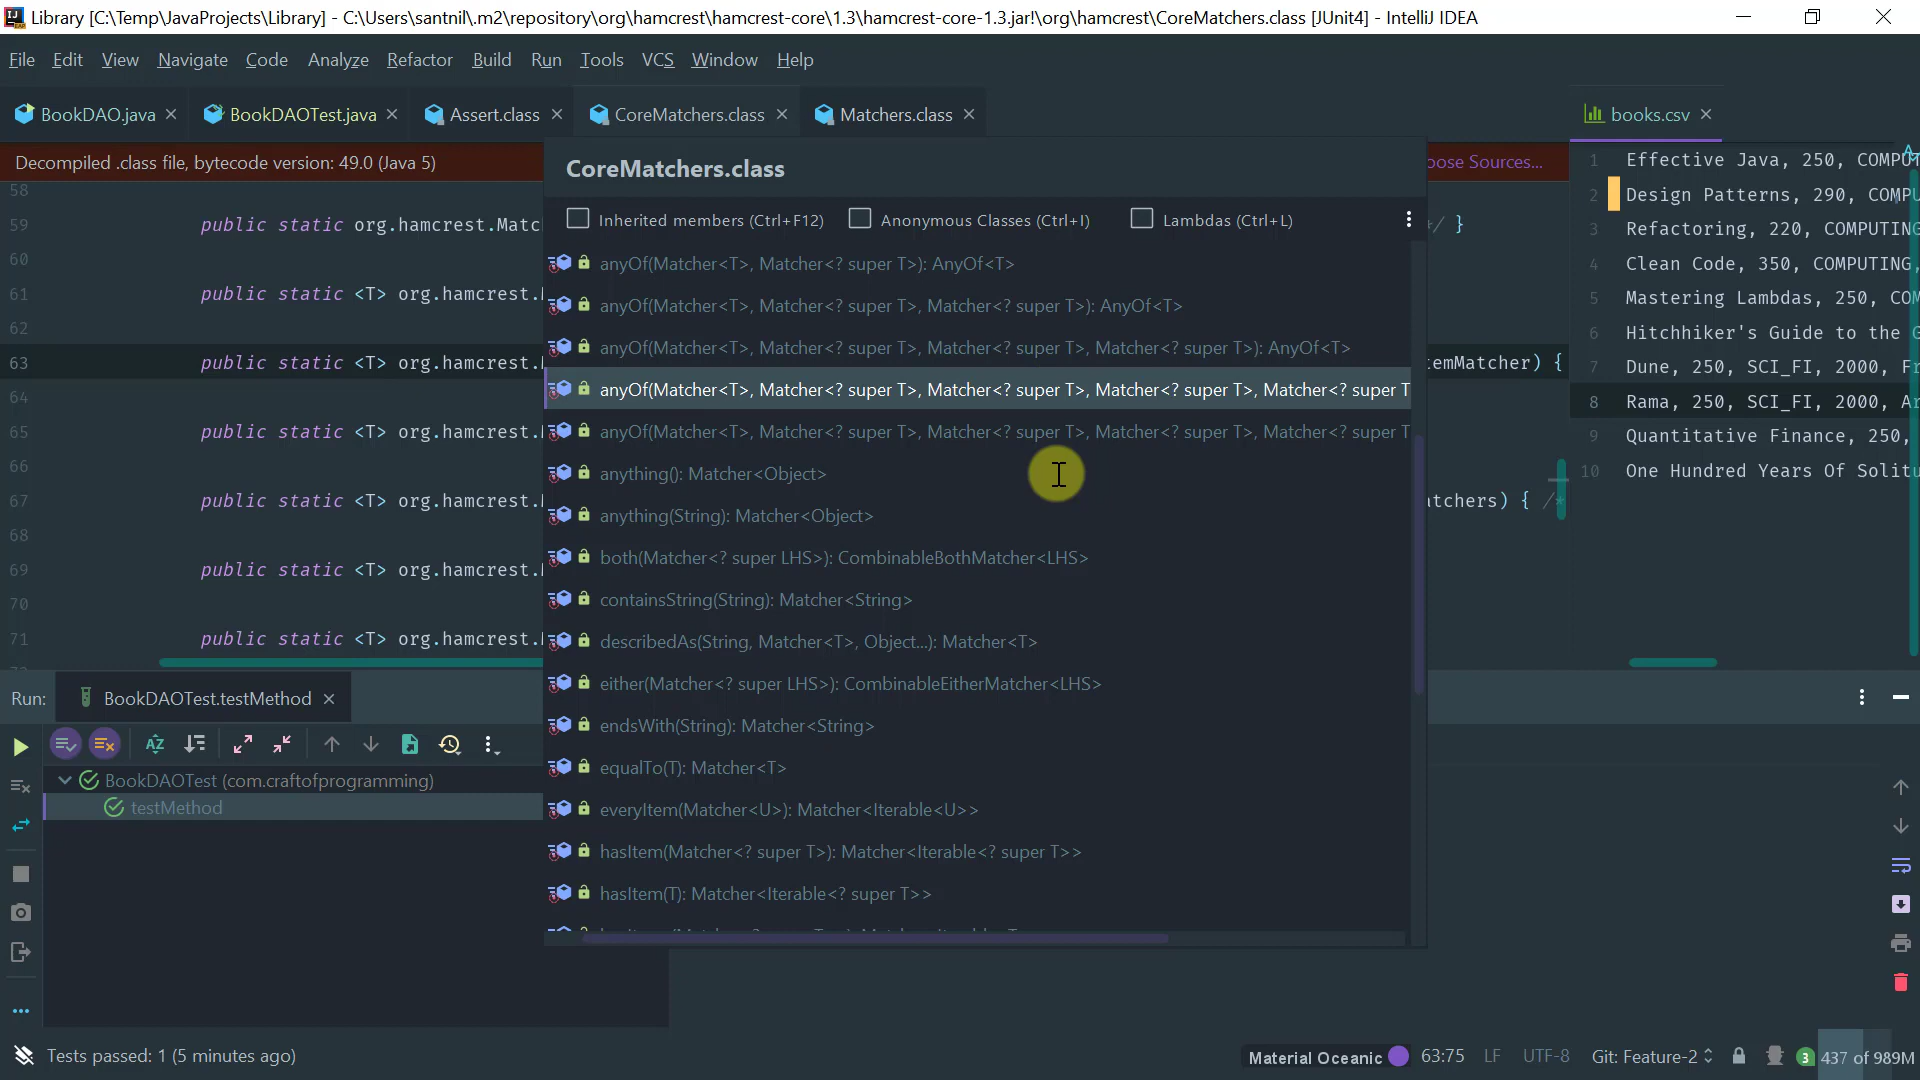 Library [C:\Temp\JavaProjects\Library] - C:\Users\santnil\.m2\repository\org\hamcrest\hamcrest-core\1.3\hamcrest-core-1.3.jar!\org\hamcrest\CoreMatchers.class [JUnit4] - IntelliJ IDEA
File Edit View Navigate Code Analyze Refactor Build Run Tools VCS Window Help
BookDAO.java BookDAOTest.java Assert.class CoreMatchers.class Matchers.class books.csv
Decompiled .class file, bytecode version: 49.0 (Java 5)
oose Sources...
58
59 public static org.hamcrest.Matc
/ }
60
61 public static <T> org.hamcrest.
62
63 public static <T> org.hamcrest.
emMatcher) {
64
65 public static <T> org.hamcrest.
66
67 public static <T> org.hamcrest.
atchers) { /*
68
69 public static <T> org.hamcrest.
70
71 public static <T> org.hamcrest.
CoreMatchers.class
Inherited members (Ctrl+F12) Anonymous Classes (Ctrl+I) Lambdas (Ctrl+L)
anyOf(Matcher<T>, Matcher<? super T>): AnyOf<T>
anyOf(Matcher<T>, Matcher<? super T>, Matcher<? super T>): AnyOf<T>
anyOf(Matcher<T>, Matcher<? super T>, Matcher<? super T>, Matcher<? super T>): AnyOf<T>
anyOf(Matcher<T>, Matcher<? super T>, Matcher<? super T>, Matcher<? super T>, Matcher<? super T
anyOf(Matcher<T>, Matcher<? super T>, Matcher<? super T>, Matcher<? super T>, Matcher<? super T
anything(): Matcher<Object>
anything(String): Matcher<Object>
both(Matcher<? super LHS>): CombinableBothMatcher<LHS>
containsString(String): Matcher<String>
describedAs(String, Matcher<T>, Object...): Matcher<T>
either(Matcher<? super LHS>): CombinableEitherMatcher<LHS>
endsWith(String): Matcher<String>
equalTo(T): Matcher<T>
everyItem(Matcher<U>): Matcher<Iterable<U>>
hasItem(Matcher<? super T>): Matcher<Iterable<? super T>>
hasItem(T): Matcher<Iterable<? super T>>
1 Effective Java, 250, COMPUT
2 Design Patterns, 290, COMPU
3 Refactoring, 220, COMPUTING
4 Clean Code, 350, COMPUTING,
5 Mastering Lambdas, 250, COM
6 Hitchhiker's Guide to the G
7 Dune, 250, SCI_FI, 2000, Fr
8 Rama, 250, SCI_FI, 2000, Ar
9 Quantitative Finance, 250,
10 One Hundred Years Of Solitu
Run: BookDAOTest.testMethod
BookDAOTest (com.craftofprogramming)
testMethod
Tests passed: 1 (5 minutes ago)
Material Oceanic 63:75 LF UTF-8 Git: Feature-2 3 437 of 989M